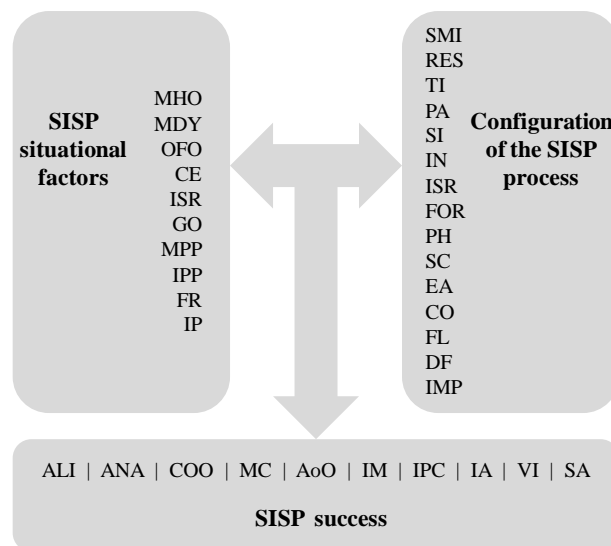 SISP
situational
factors
MHO
MDY
OFO
CE
ISR
GO
MPP
IPP
FR
IP
SMI
RES
TI
PA
SI
IN
ISR
FOR
PH
SC
EA
CO
FL
DF
IMP
Configuration
of the SISP
process
ALI | ANA | COO | MC | AoO | IM | IPC | IA | VI | SA
SISP success